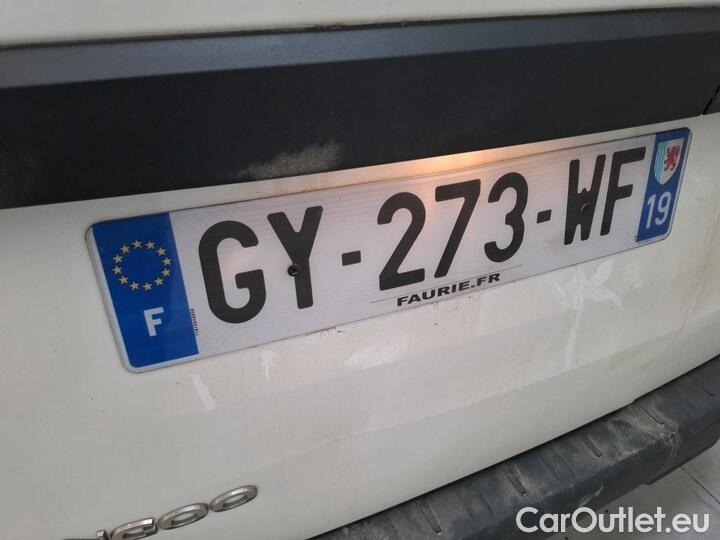 F
GY-273-WF
19
FAURIE.FR
CarOutlet.eu